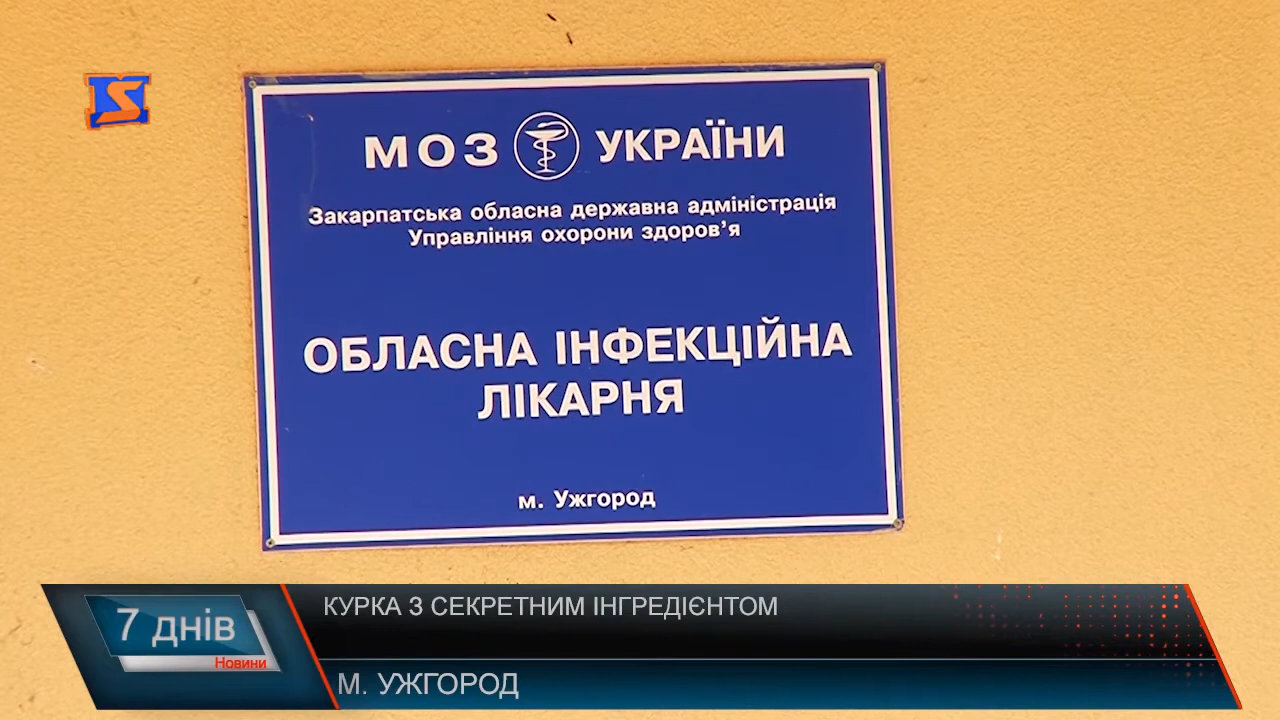 МОЗ УКРАЇНИ
Закарпатська обласна державна адміністрація
Управління охорони здоров'я
ОБЛАСНА ІНФЕКЦІЙНА
ЛІКАРНЯ
м. Ужгород
7 днів
Новини
КУРКА З СЕКРЕТНИМ ІНГРЕДІЄНТОМ
М. УЖГОРОД